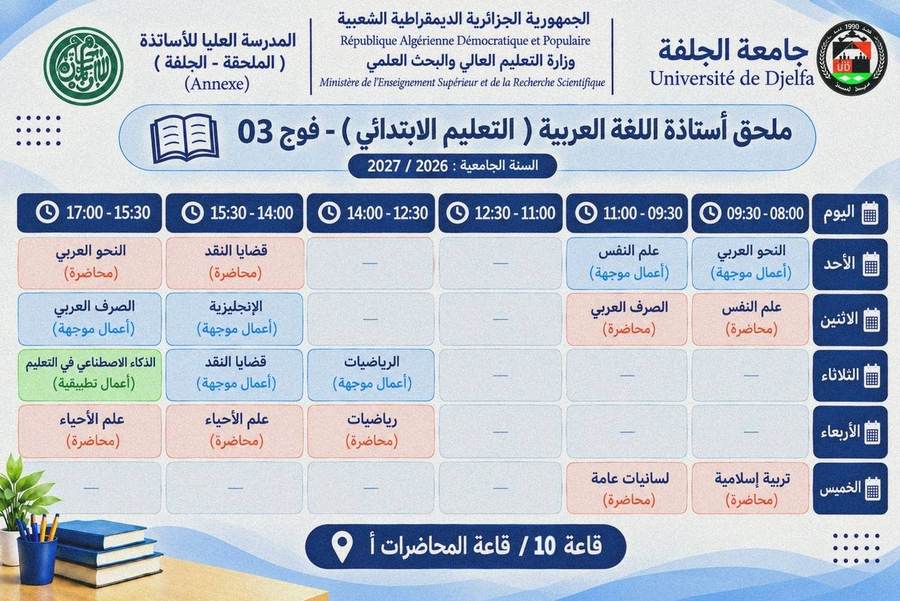 جامعة الجلفة
Université de Djelfa
1990
UD
الجمهورية الجزائرية الديمقراطية الشعبية
République Algérienne Démocratique et Populaire
وزارة التعليم العالي والبحث العلمي
Ministère de l'Enseignement Supérieur et de la Recherche Scientifique
المدرسة العليا للأساتذة
( الملحقة - الجلفة )
(Annexe)
ملحق أستاذة اللغة العربية ( التعليم الابتدائي ) - فوج 03
السنة الجامعية : 2026 / 2027
اليوم 08:00 - 09:30 09:30 - 11:00 11:00 - 12:30 12:30 - 14:00 14:00 - 15:30 15:30 - 17:00
الأحد
النحو العربي
(أعمال موجهة)
علم النفس
(أعمال موجهة)
—
—
قضايا النقد
(محاضرة)
النحو العربي
(محاضرة)
الاثنين
علم النفس
(محاضرة)
الصرف العربي
(محاضرة)
—
—
الإنجليزية
(أعمال موجهة)
الصرف العربي
(أعمال موجهة)
الثلاثاء
—
—
—
الرياضيات
(أعمال موجهة)
قضايا النقد
(أعمال موجهة)
الذكاء الاصطناعي في التعليم
(أعمال تطبيقية)
الأربعاء
—
—
—
رياضيات
(محاضرة)
علم الأحياء
(محاضرة)
علم الأحياء
(محاضرة)
الخميس
تربية إسلامية
(محاضرة)
لسانيات عامة
(محاضرة)
—
—
—
—
قاعة 10 / قاعة المحاضرات أ